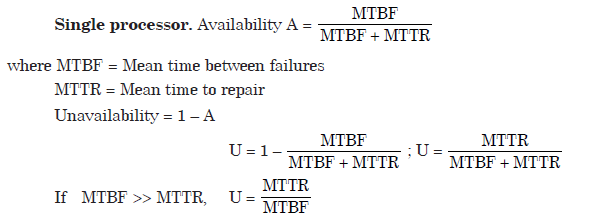 Single processor. Availability A = MTBF / (MTBF + MTTR)
where MTBF = Mean time between failures
MTTR = Mean time to repair
Unavailability = 1 – A
U = 1 – MTBF / (MTBF + MTTR) ; U = MTTR / (MTBF + MTTR)
If MTBF >> MTTR, U = MTTR / MTBF